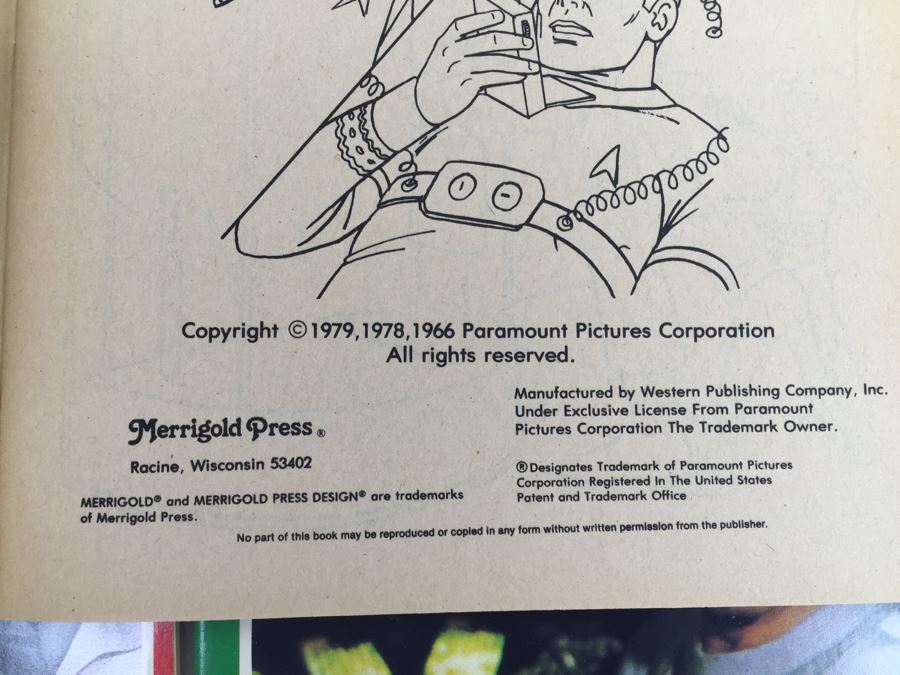 Copyright ©1979,1978,1966 Paramount Pictures Corporation
All rights reserved.
Merrigold Press®
Racine, Wisconsin 53402
MERRIGOLD® and MERRIGOLD PRESS DESIGN® are trademarks
of Merrigold Press.
Manufactured by Western Publishing Company, Inc.
Under Exclusive License From Paramount
Pictures Corporation The Trademark Owner.
®Designates Trademark of Paramount Pictures
Corporation Registered In The United States
Patent and Trademark Office
No part of this book may be reproduced or copied in any form without written permission from the publisher.